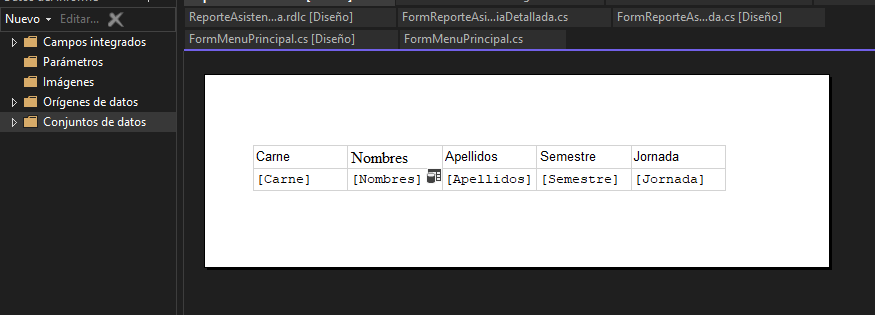 Nuevo Editar...
Campos integrados
Parámetros
Imágenes
Orígenes de datos
Conjuntos de datos
ReporteAsisten...a.rdlc [Diseño] FormReporteAsi...iaDetallada.cs FormReporteAs...da.cs [Diseño]
FormMenuPrincipal.cs [Diseño] FormMenuPrincipal.cs
Carne Nombres Apellidos Semestre Jornada
[Carne] [Nombres] [Apellidos] [Semestre] [Jornada]